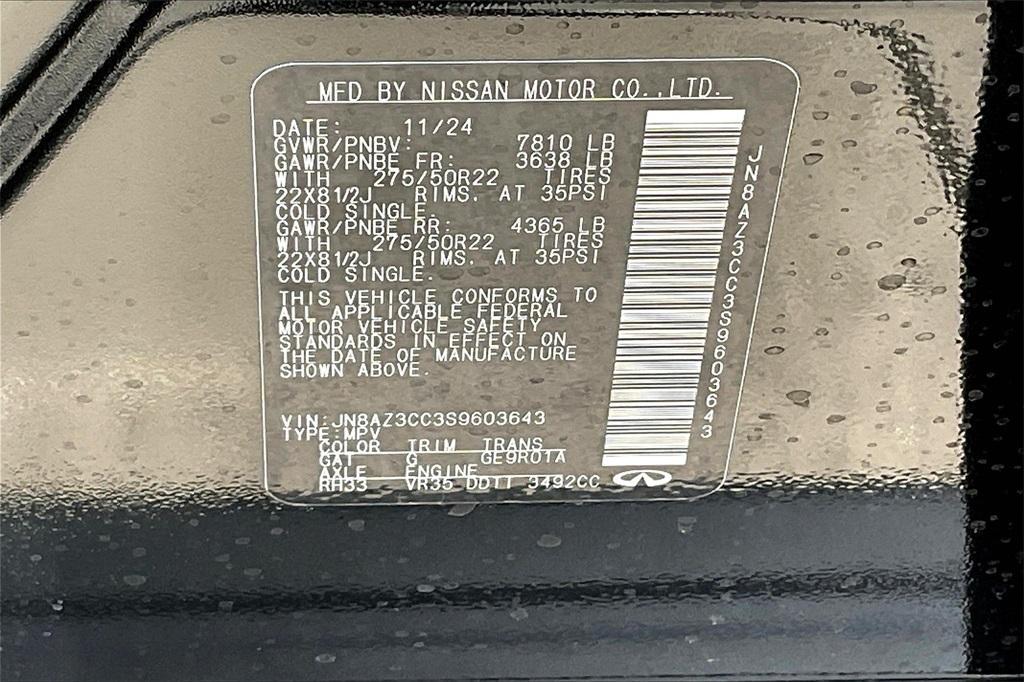 MFD BY NISSAN MOTOR CO.,LTD.
DATE: 11/24
GVWR/PNBV: 7810 LB
GAWR/PNBE FR: 3638 LB
WITH 275/50R22 TIRES
22X81/2J RIMS, AT 35PSI
COLD SINGLE.
GAWR/PNBE RR: 4365 LB
WITH 275/50R22 TIRES
22X81/2J RIMS, AT 35PSI
COLD SINGLE.
THIS VEHICLE CONFORMS TO
ALL APPLICABLE FEDERAL
MOTOR VEHICLE SAFETY
STANDARDS IN EFFECT ON
THE DATE OF MANUFACTURE
SHOWN ABOVE.
VIN:JN8AZ3CC3S9603643
TYPE:MPV
COLOR TRIM TRANS
GAT G GE9R01A
AXLE ENGINE
RH33 VR35 DDTT 3492CC
JN8AZ3CC3S9603643